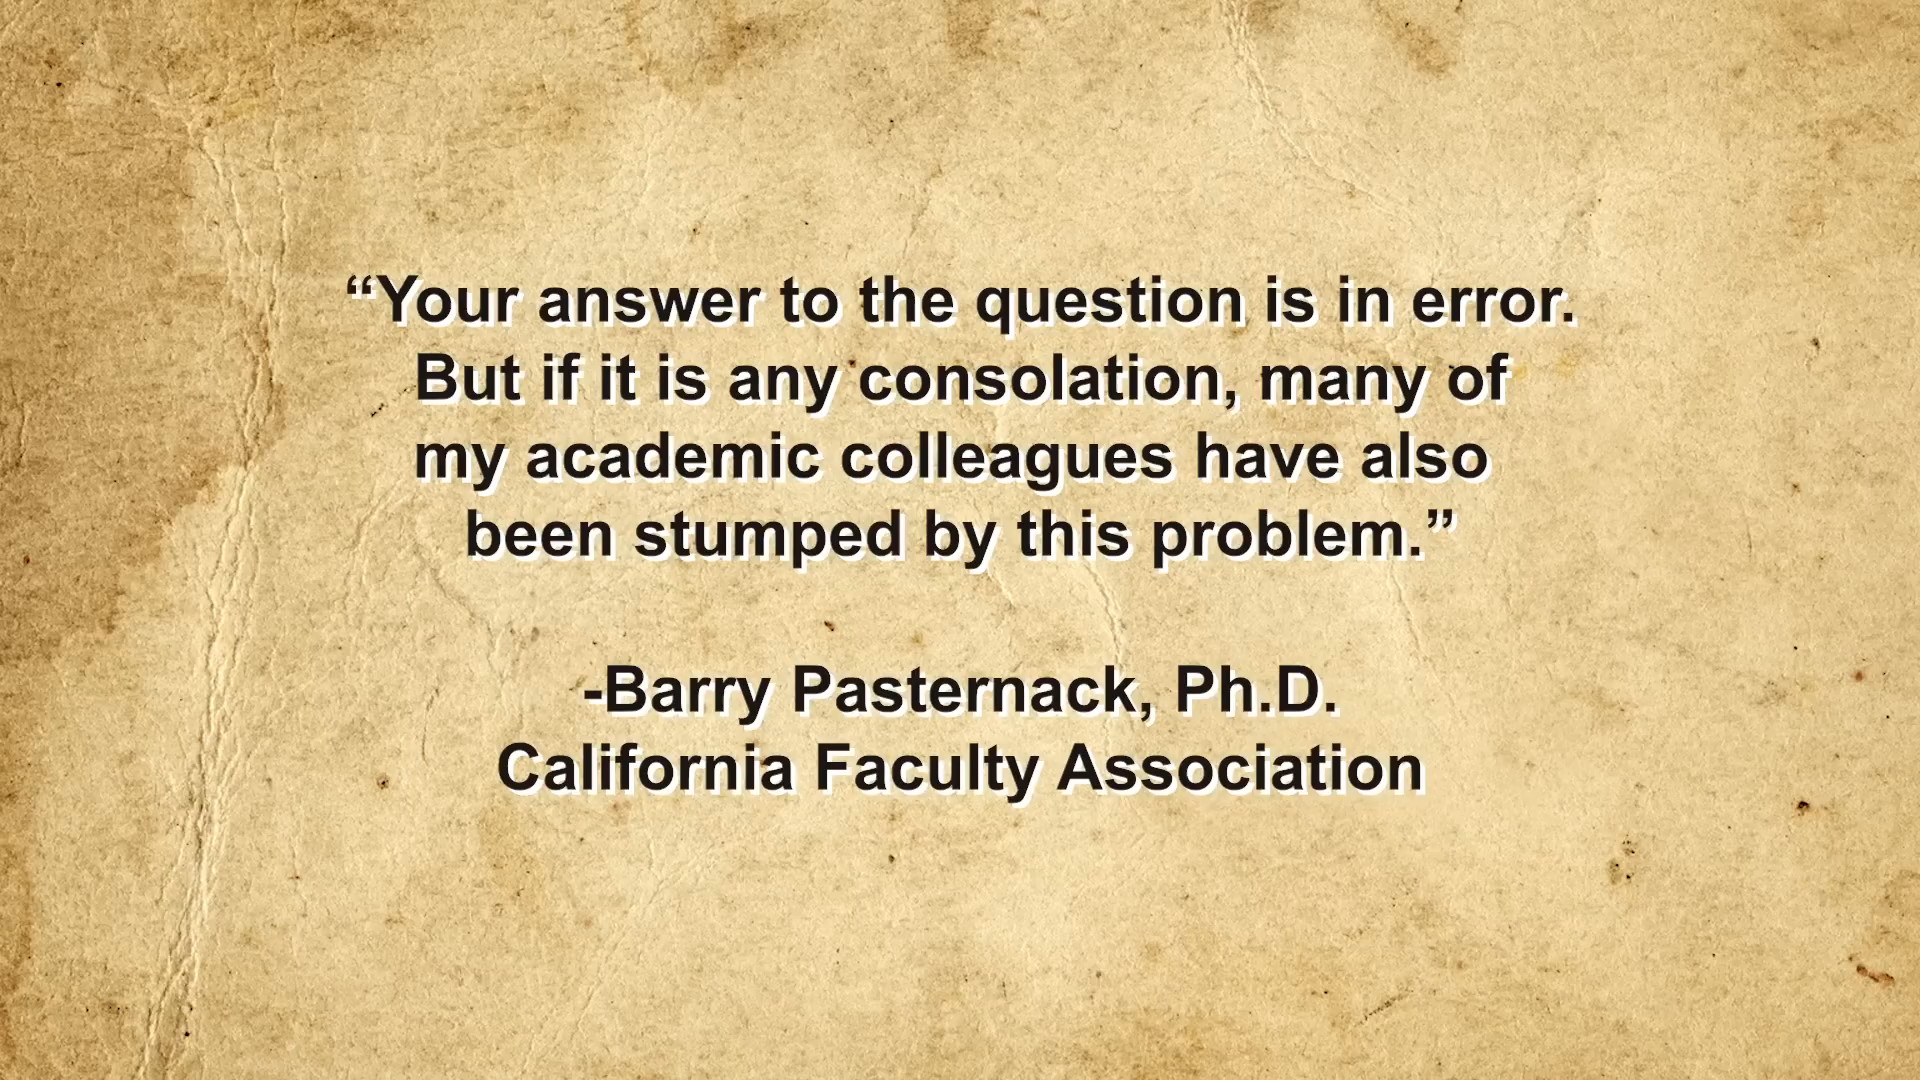 “Your answer to the question is in error.
But if it is any consolation, many of
my academic colleagues have also
been stumped by this problem.”
-Barry Pasternack, Ph.D.
California Faculty Association